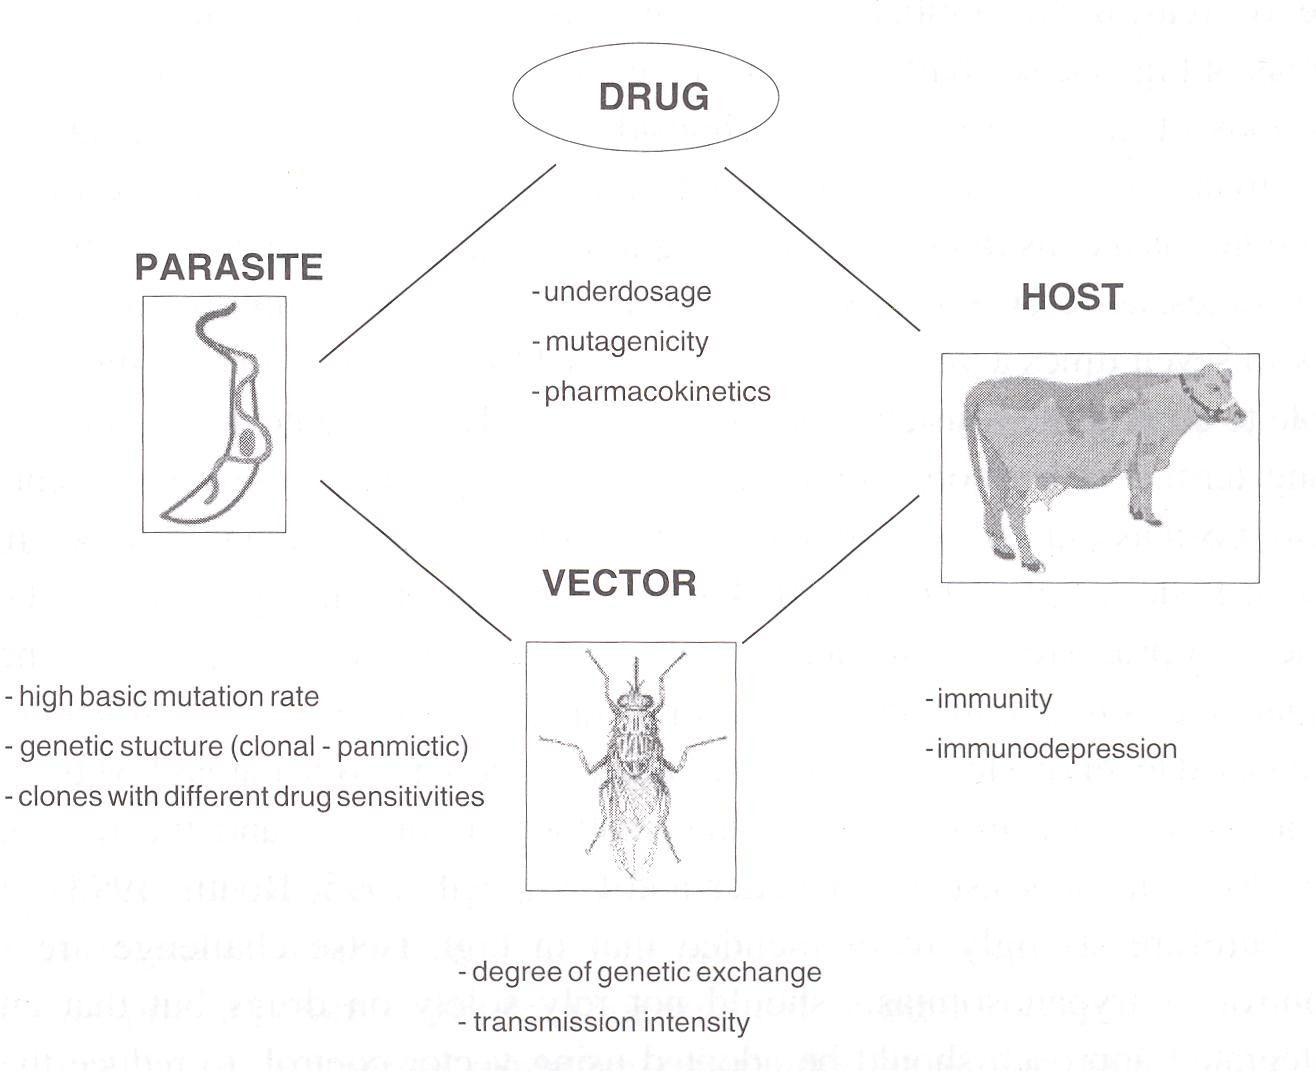 DRUG
PARASITE
HOST
-underdosage
-mutagenicity
-pharmacokinetics
VECTOR
- high basic mutation rate
- genetic stucture (clonal - panmictic)
- clones with different drug sensitivities
-immunity
-immunodepression
- degree of genetic exchange
- transmission intensity